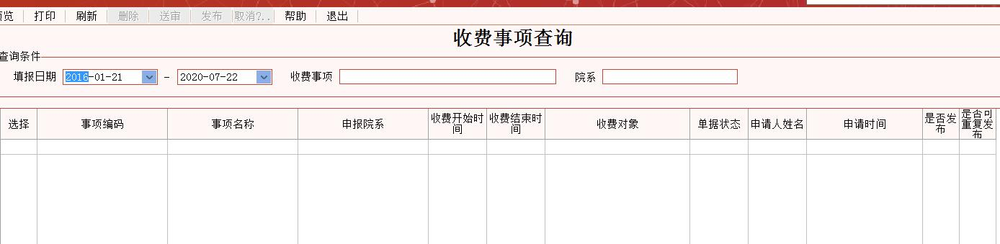 览 打印 刷新 删除 送审 发布 取消?.. 帮助 退出
收费事项查询
查询条件
填报日期 2016-01-21 - 2020-07-22 收费事项 院系
选择 事项编码 事项名称 申报院系 收费开始时间 收费结束时间 收费对象 单据状态 申请人姓名 申请时间 是否发布 是否可重复发布